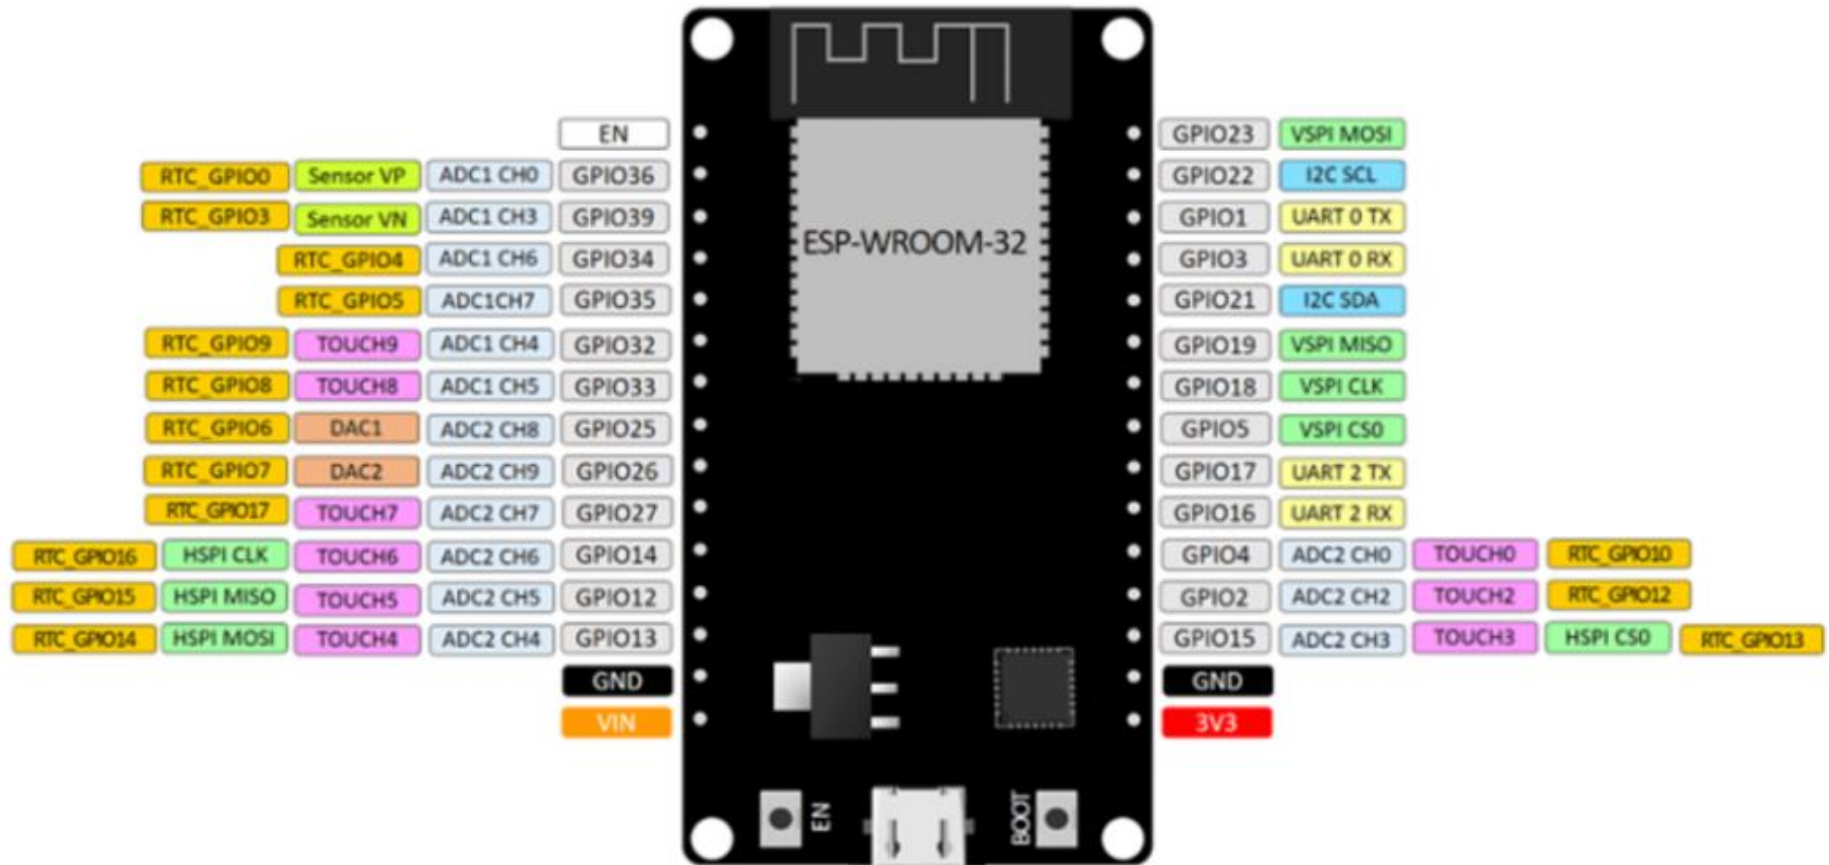 EN GPIO23 VSPI MOSI
RTC_GPIO0 Sensor VP ADC1 CH0 GPIO36 GPIO22 I2C SCL
RTC_GPIO3 Sensor VN ADC1 CH3 GPIO39 GPIO1 UART 0 TX
ESP-WROOM-32
RTC_GPIO4 ADC1 CH6 GPIO34 GPIO3 UART 0 RX
RTC_GPIO5 ADC1CH7 GPIO35 GPIO21 I2C SDA
RTC_GPIO9 TOUCH9 ADC1 CH4 GPIO32 GPIO19 VSPI MISO
RTC_GPIO8 TOUCH8 ADC1 CH5 GPIO33 GPIO18 VSPI CLK
RTC_GPIO6 DAC1 ADC2 CH8 GPIO25 GPIO5 VSPI CS0
RTC_GPIO7 DAC2 ADC2 CH9 GPIO26 GPIO17 UART 2 TX
RTC_GPIO17 TOUCH7 ADC2 CH7 GPIO27 GPIO16 UART 2 RX
RTC_GPIO16 HSPI CLK TOUCH6 ADC2 CH6 GPIO14 GPIO4 ADC2 CH0 TOUCH0 RTC_GPIO10
RTC_GPIO15 HSPI MISO TOUCH5 ADC2 CH5 GPIO12 GPIO2 ADC2 CH2 TOUCH2 RTC_GPIO12
RTC_GPIO14 HSPI MOSI TOUCH4 ADC2 CH4 GPIO13 GPIO15 ADC2 CH3 TOUCH3 HSPI CS0 RTC_GPIO13
GND GND
VIN 3V3
EN BOOT